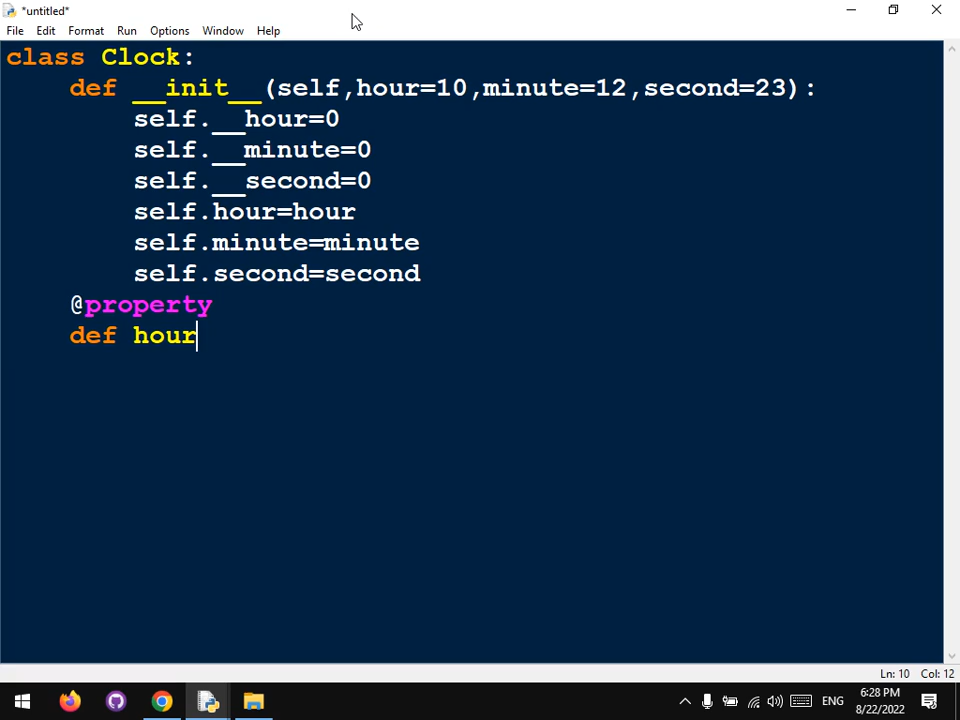 *untitled*
File Edit Format Run Options Window Help
class Clock:
    def __init__(self,hour=10,minute=12,second=23):
        self.__hour=0
        self.__minute=0
        self.__second=0
        self.hour=hour
        self.minute=minute
        self.second=second
    @property
    def hour
Ln: 10 Col: 12
ENG
6:28 PM
8/22/2022